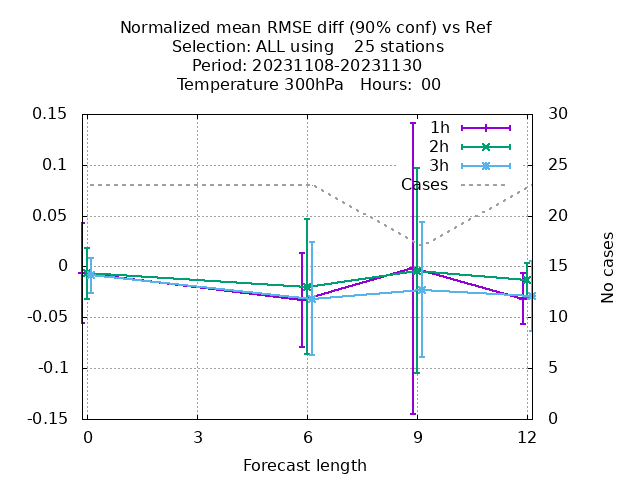 Normalized mean RMSE diff (90% conf) vs Ref
Selection: ALL using    25 stations
Period: 20231108-20231130
Temperature 300hPa   Hours:  00
0.15
0.1
0.05
0
-0.05
-0.1
-0.15
30
25
20
15
10
5
0
1h
2h
3h
Cases
No cases
0
3
6
9
12
Forecast length